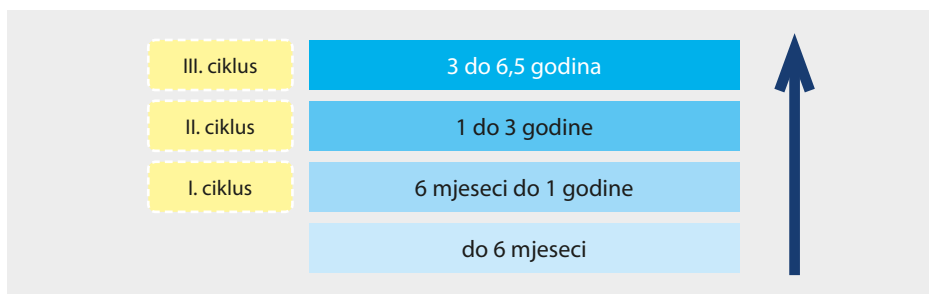 III. ciklus
3 do 6,5 godina
II. ciklus
1 do 3 godine
I. ciklus
6 mjeseci do 1 godine
do 6 mjeseci